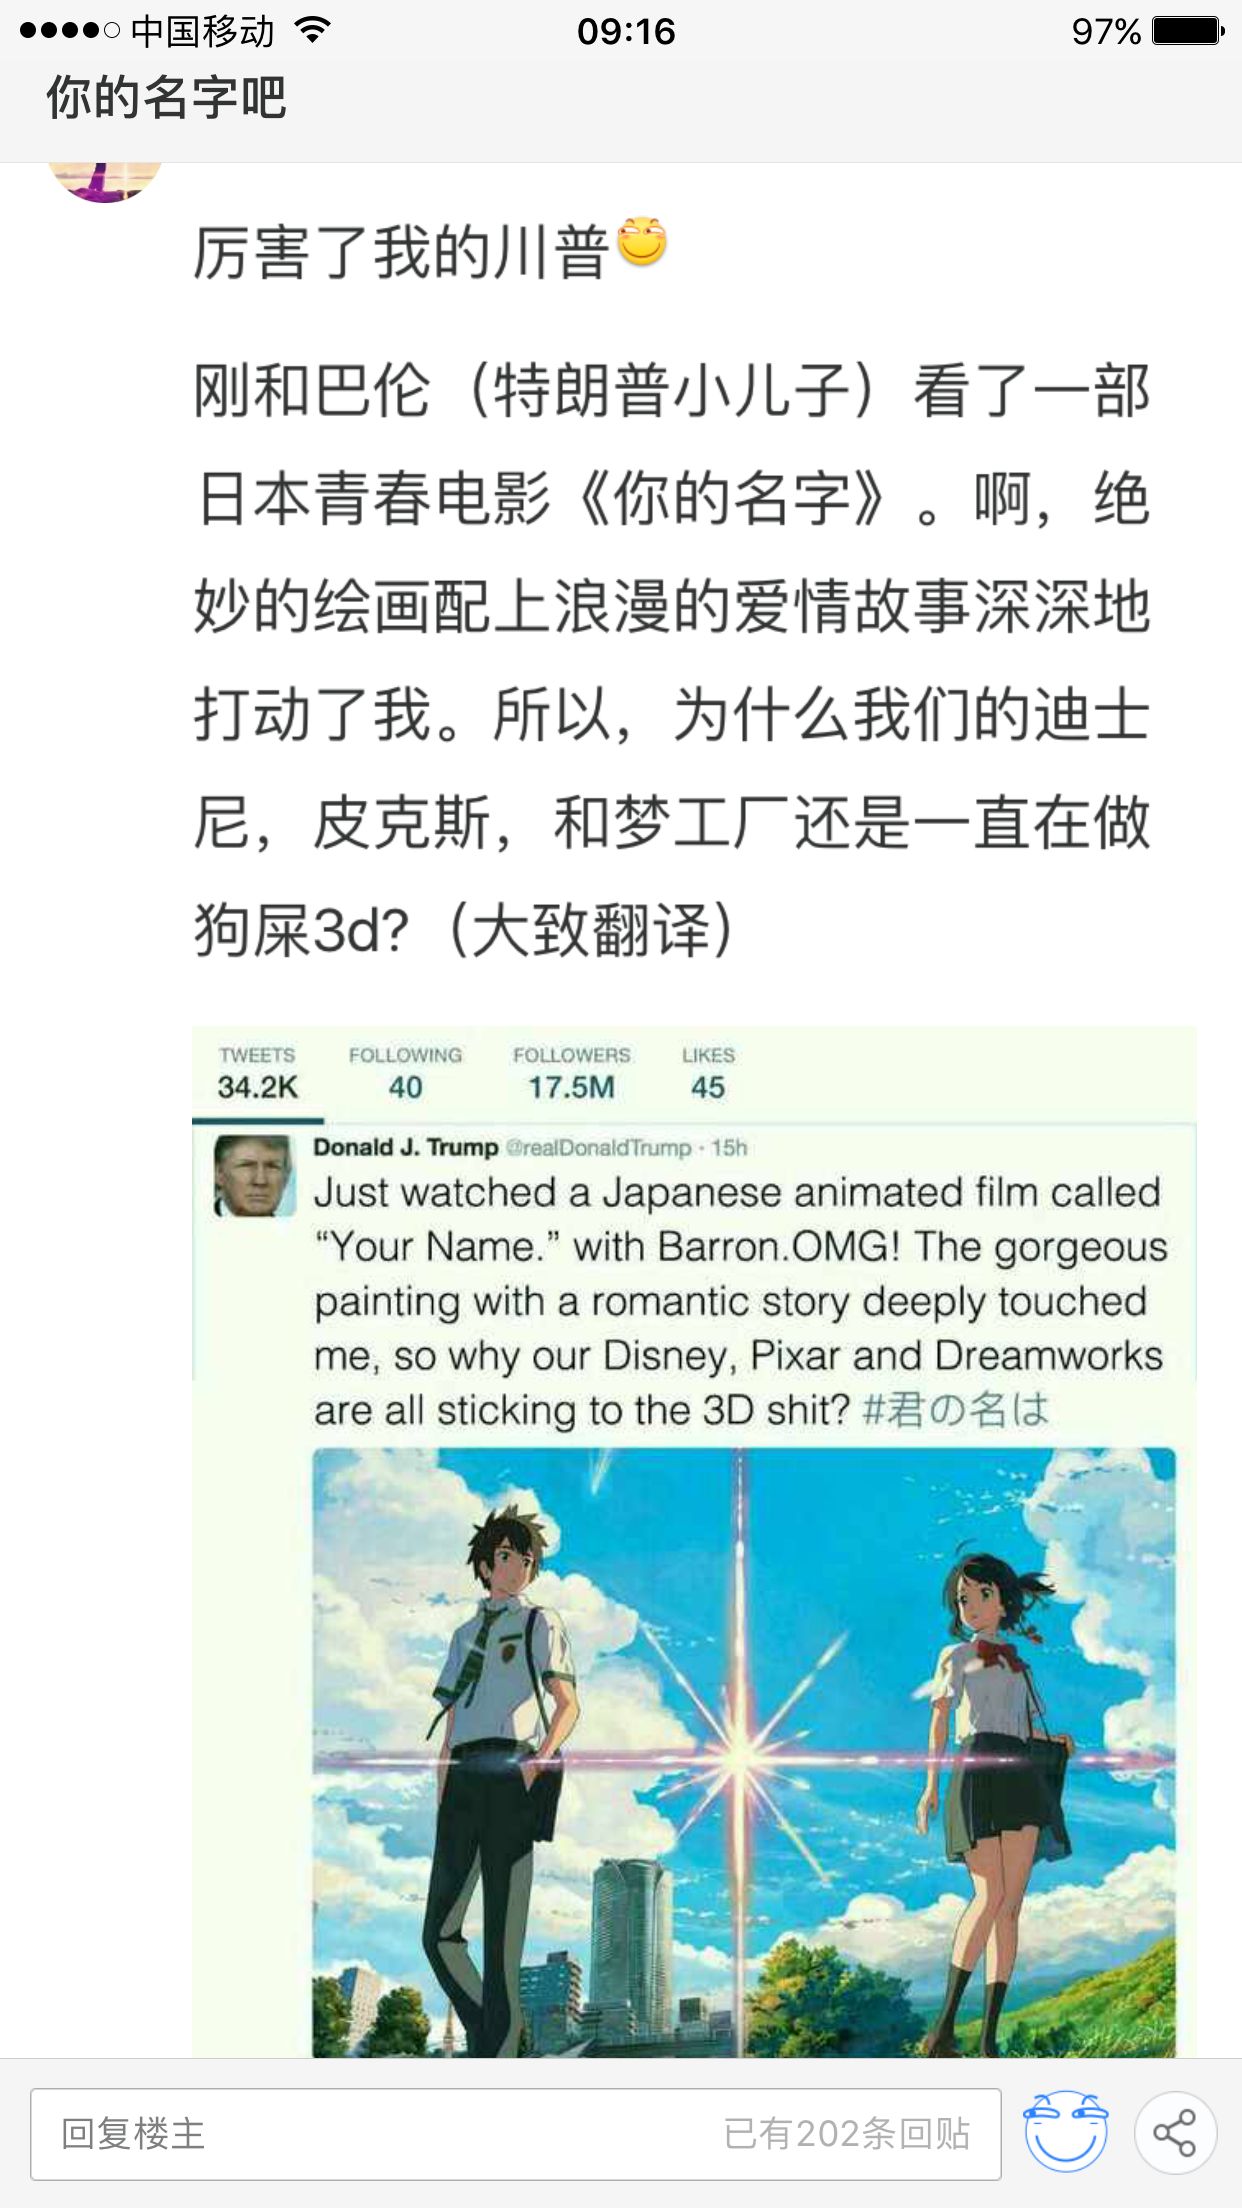 中国移动 09:16 97%
你的名字吧
厉害了我的川普
刚和巴伦（特朗普小儿子）看了一部
日本青春电影《你的名字》。啊，绝
妙的绘画配上浪漫的爱情故事深深地
打动了我。所以，为什么我们的迪士
尼，皮克斯，和梦工厂还是一直在做
狗屎3d?（大致翻译）
TWEETS FOLLOWING FOLLOWERS LIKES
34.2K 40 17.5M 45
Donald J. Trump @realDonaldTrump · 15h
Just watched a Japanese animated film called
“Your Name.” with Barron.OMG! The gorgeous
painting with a romantic story deeply touched
me, so why our Disney, Pixar and Dreamworks
are all sticking to the 3D shit? #君の名は
回复楼主 已有202条回贴